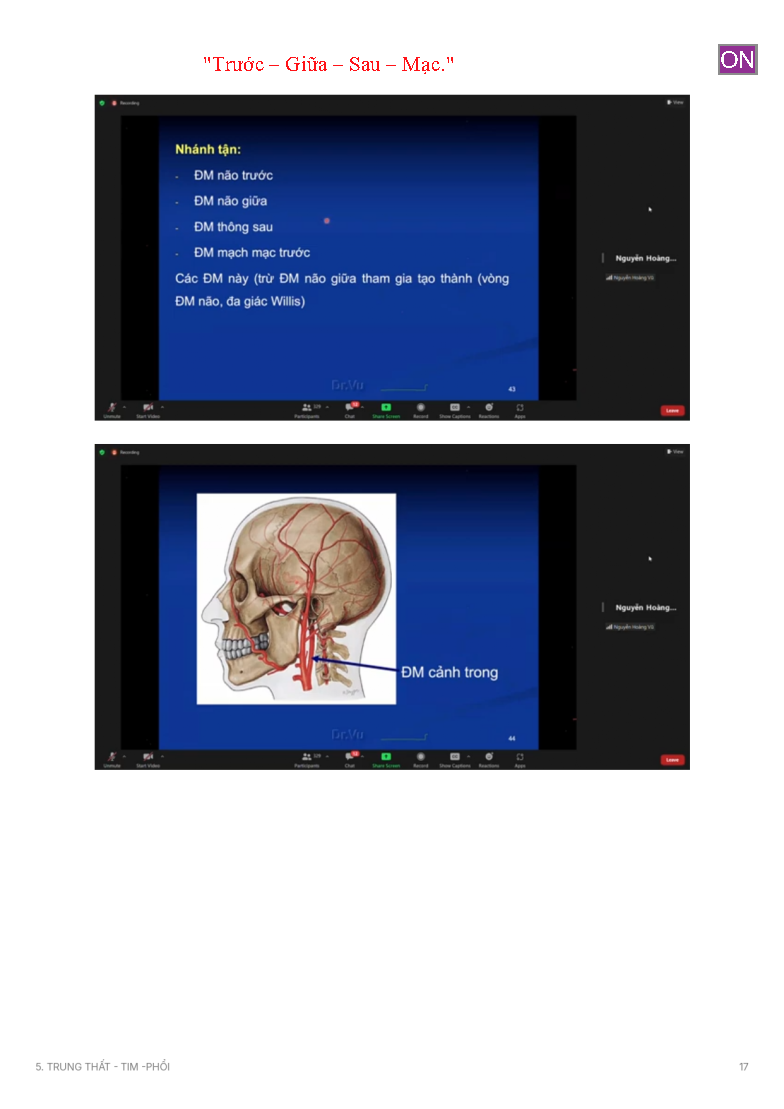 "Trước – Giữa – Sau – Mạc."
ON
Recording
View
Nhánh tận:
- ĐM não trước
- ĐM não giữa
- ĐM thông sau
- ĐM mạch mạc trước
Các ĐM này (trừ ĐM não giữa tham gia tạo thành (vòng
ĐM não, đa giác Willis)
Nguyễn Hoàng...
Nguyễn Hoàng Vũ
Dr.Vu
43
Unmute
Start Video
Participants
Chat
Share Screen
Record
Show Captions
Reactions
Apps
Leave
Recording
View
ĐM cảnh trong
Nguyễn Hoàng...
Nguyễn Hoàng Vũ
Dr.Vu
44
Unmute
Start Video
Participants
Chat
Share Screen
Record
Show Captions
Reactions
Apps
Leave
5. TRUNG THẤT - TIM -PHỔI
17